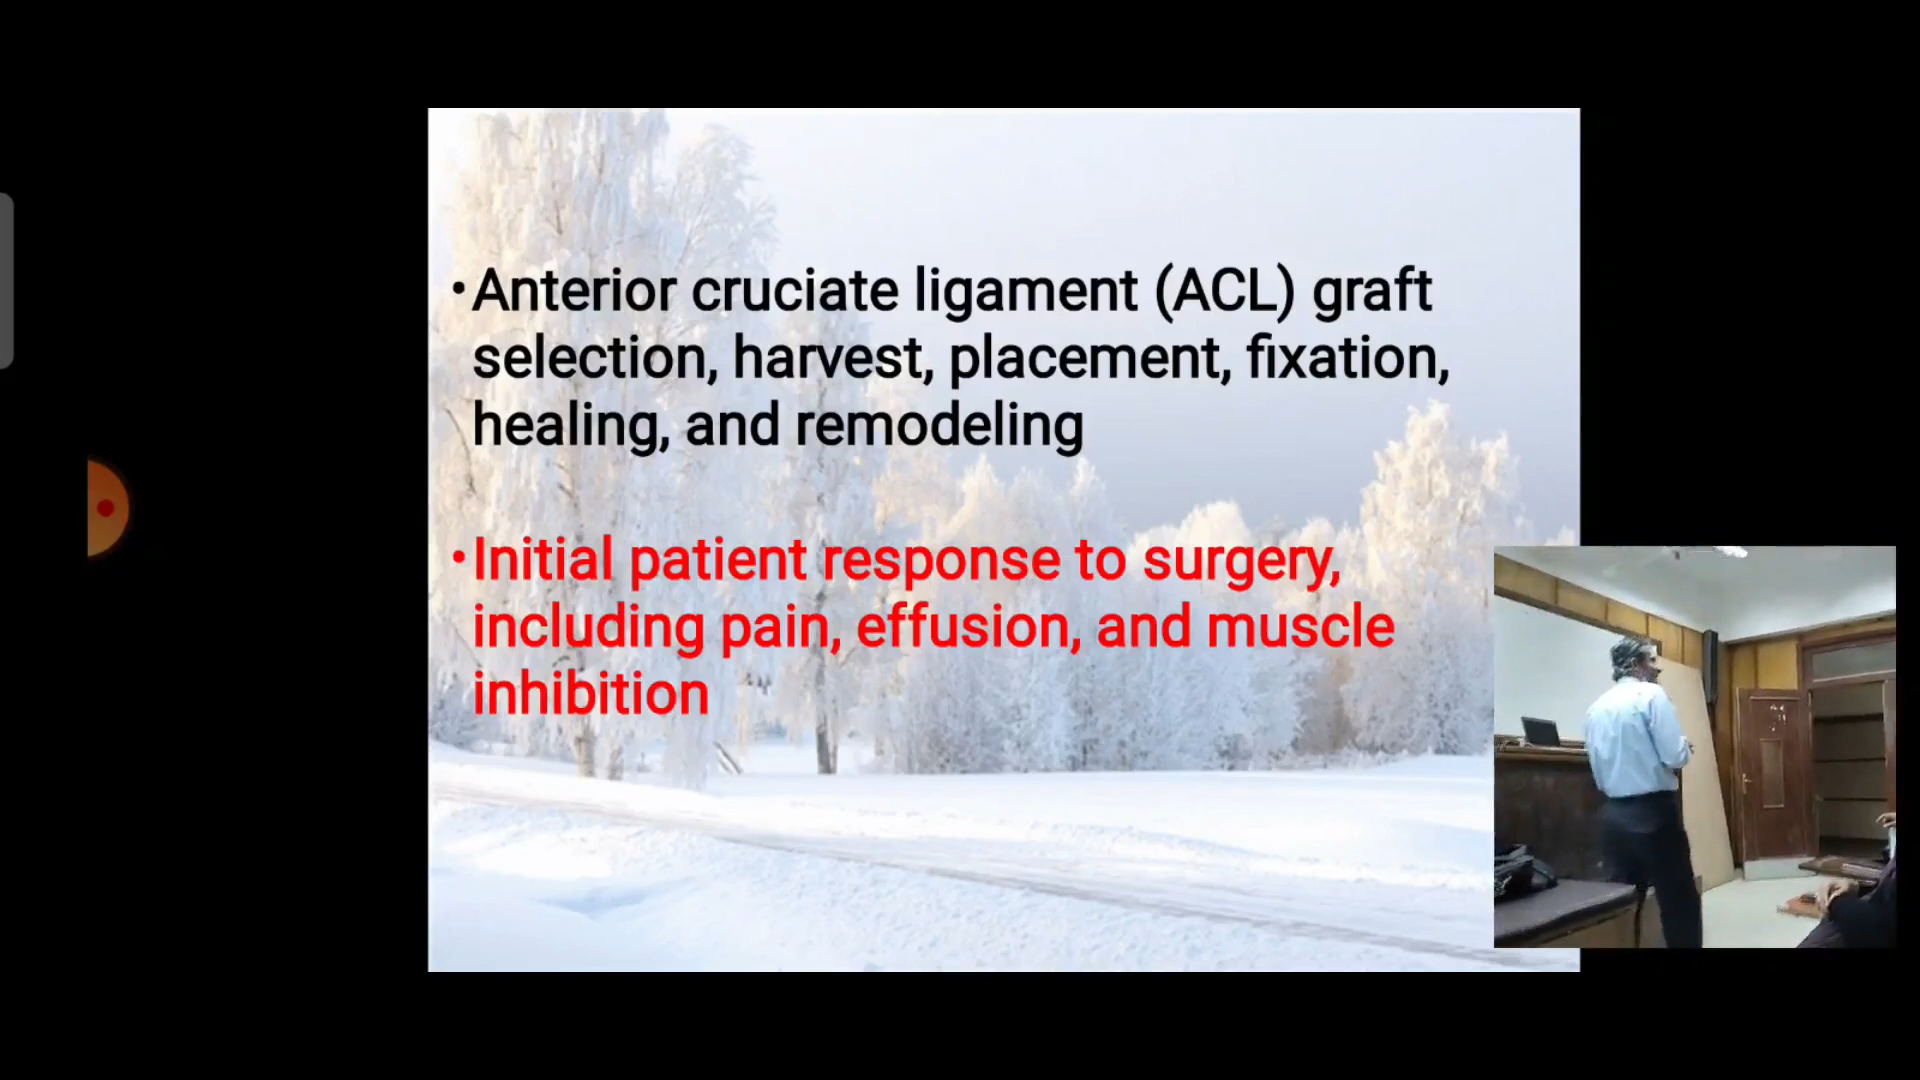 •Anterior cruciate ligament (ACL) graft
selection, harvest, placement, fixation,
healing, and remodeling
•Initial patient response to surgery,
including pain, effusion, and muscle
inhibition